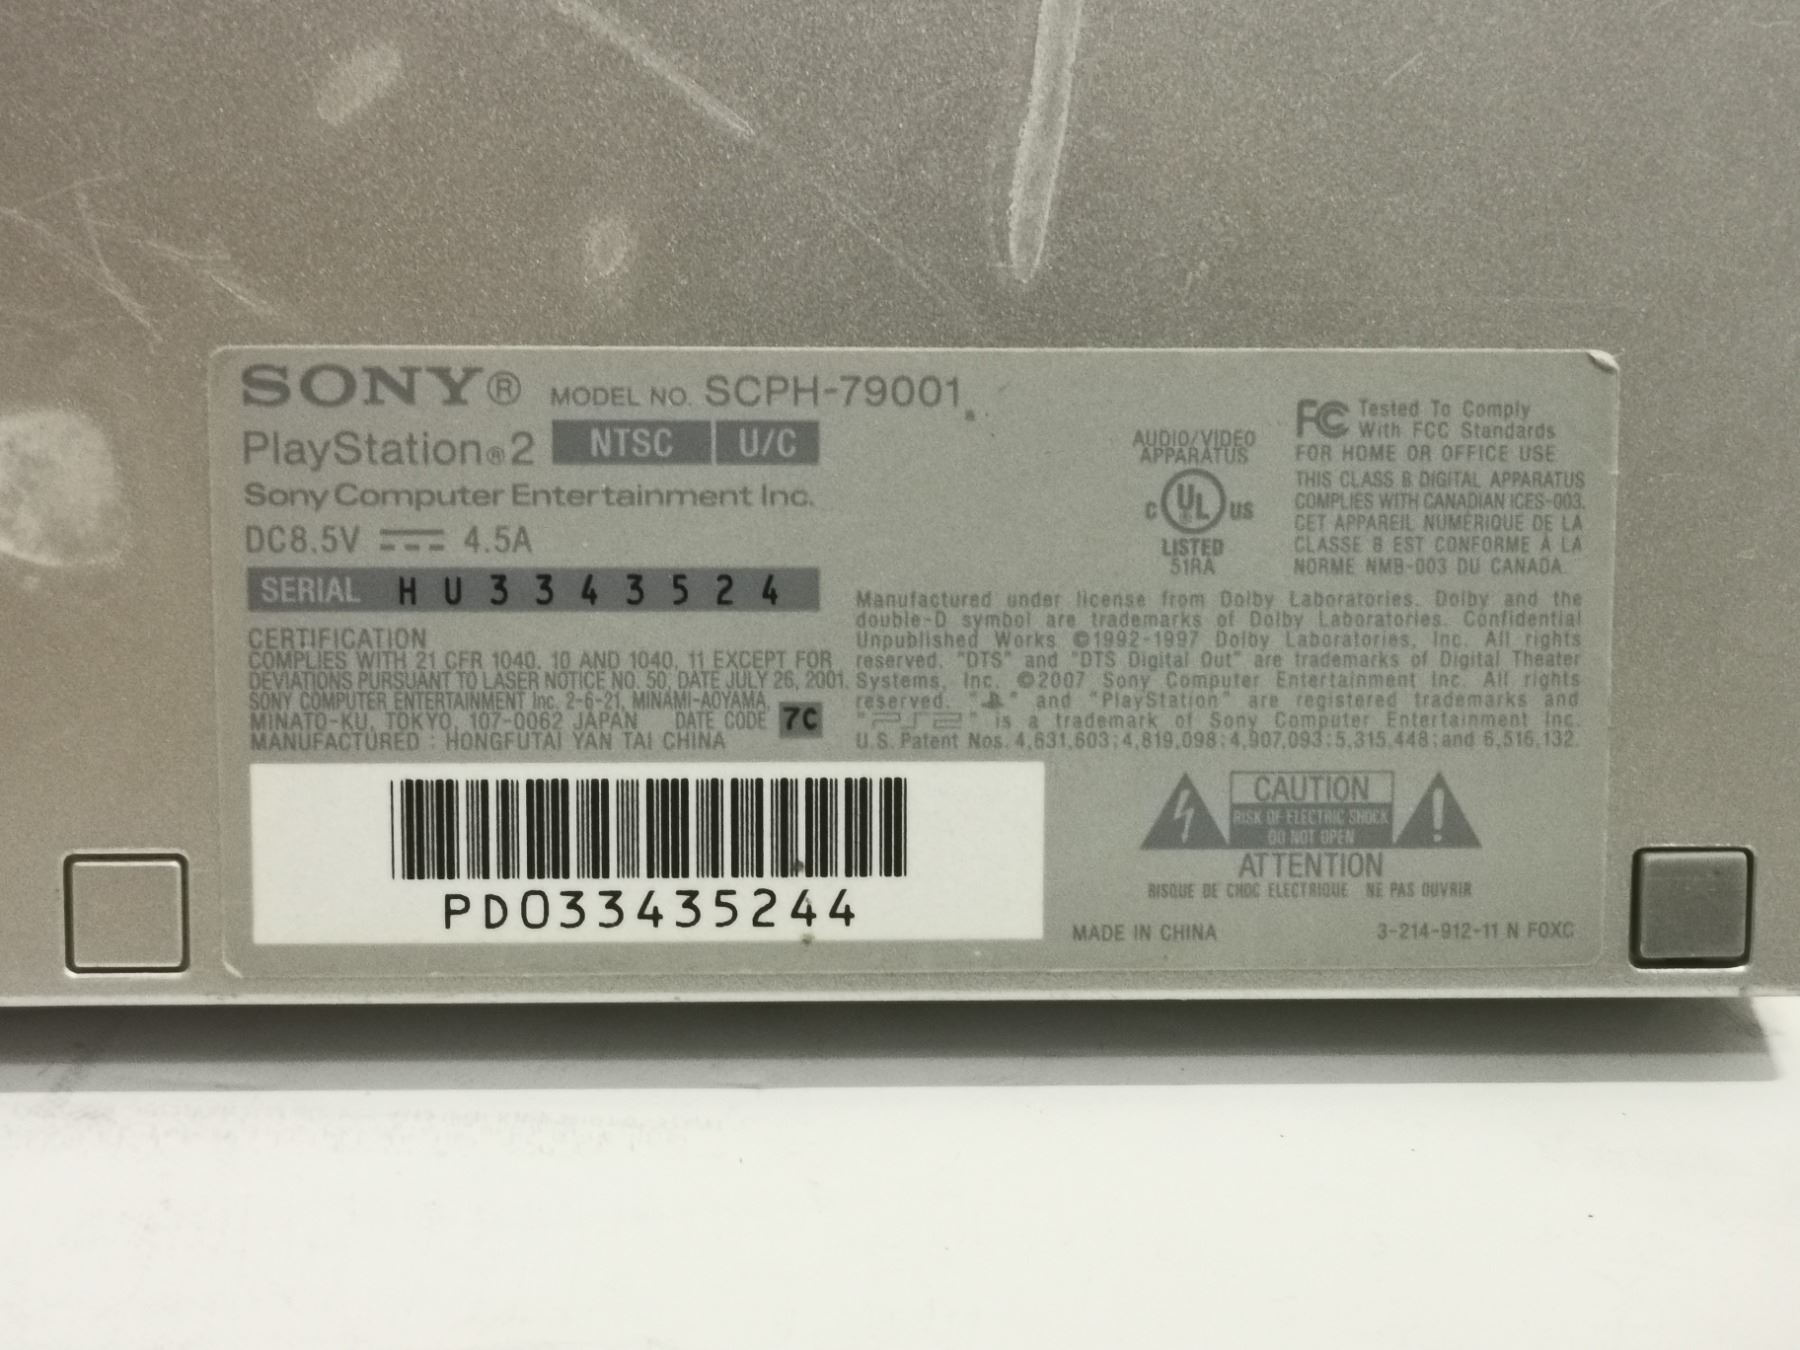 SONY® MODEL NO. SCPH-79001
PlayStation®2 NTSC U/C
Sony Computer Entertainment Inc.
DC8.5V 4.5A
SERIAL HU3343524
CERTIFICATION
COMPLIES WITH 21 CFR 1040. 10 AND 1040. 11 EXCEPT FOR
DEVIATIONS PURSUANT TO LASER NOTICE NO. 50, DATE JULY 26, 2001.
SONY COMPUTER ENTERTAINMENT Inc. 2-6-21, MINAMI-AOYAMA,
MINATO-KU, TOKYO, 107-0062 JAPAN DATE CODE 7C
MANUFACTURED : HONGFUTAI YAN TAI CHINA
PD033435244
AUDIO/VIDEO
APPARATUS
C UL US
LISTED
51RA
FC Tested To Comply
With FCC Standards
FOR HOME OR OFFICE USE
THIS CLASS B DIGITAL APPARATUS
COMPLIES WITH CANADIAN ICES-003.
CET APPAREIL NUMÉRIQUE DE LA
CLASSE B EST CONFORME À LA
NORME NMB-003 DU CANADA.
Manufactured under license from Dolby Laboratories. Dolby and the
double-D symbol are trademarks of Dolby Laboratories. Confidential
Unpublished Works ©1992-1997 Dolby Laboratories, Inc. All rights
reserved. "DTS" and "DTS Digital Out" are trademarks of Digital Theater
Systems, Inc. ©2007 Sony Computer Entertainment Inc. All rights
reserved. " " and "PlayStation" are registered trademarks and
"PS2" is a trademark of Sony Computer Entertainment Inc.
U.S. Patent Nos. 4,631,603;4,819,098;4,907,093;5,315,448;and 6,516,132.
CAUTION
RISK OF ELECTRIC SHOCK
DO NOT OPEN
ATTENTION
RISQUE DE CHOC ELECTRIQUE NE PAS OUVRIR
MADE IN CHINA 3-214-912-11 N FOXC